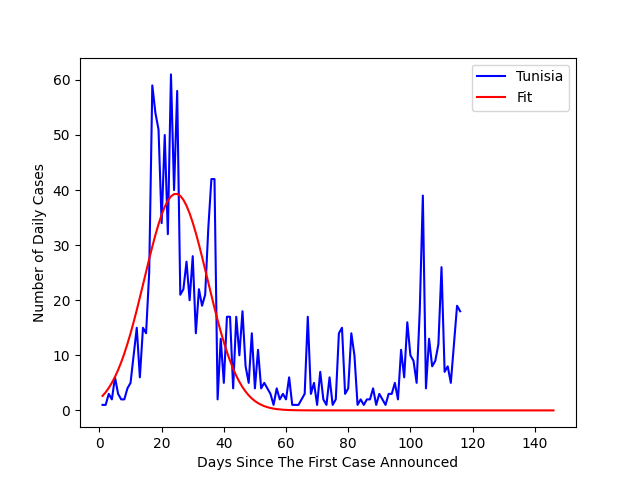 Tunisia
Fit
60
50
40
30
20
10
0
Number of Daily Cases
0 20 40 60 80 100 120 140
Days Since The First Case Announced